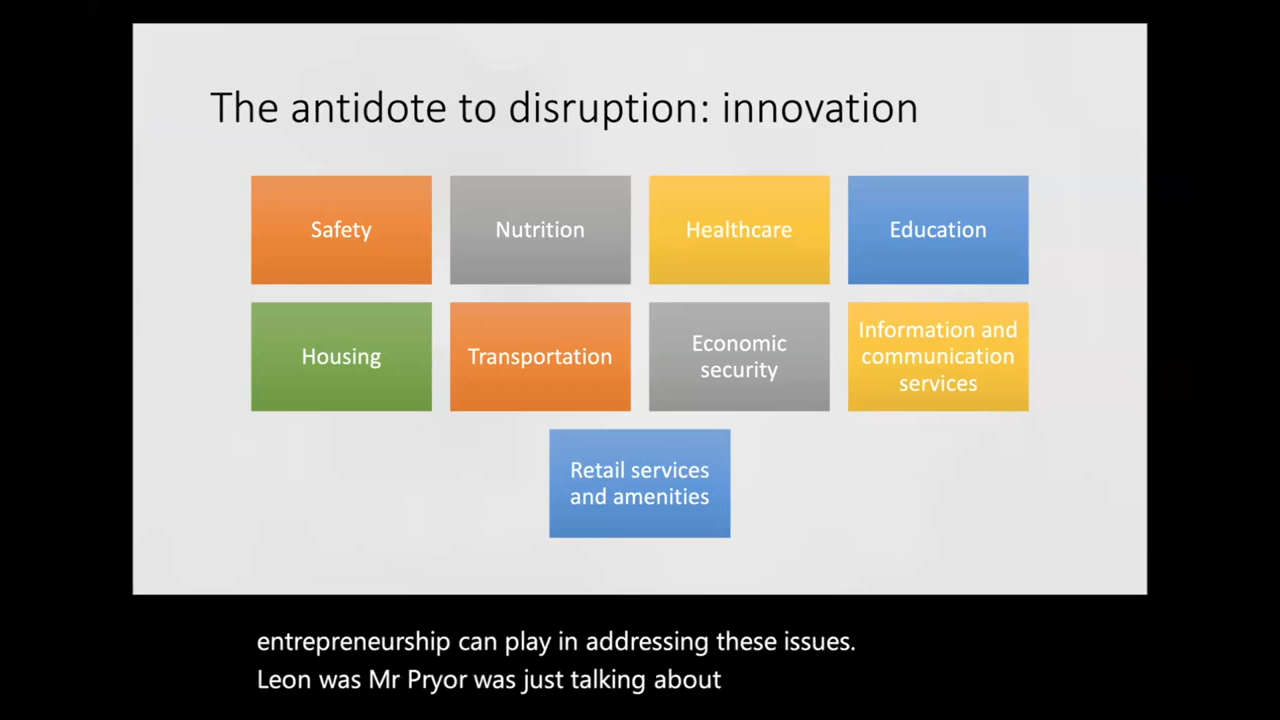 The antidote to disruption: innovation
Safety
Nutrition
Healthcare
Education
Housing
Transportation
Economic
security
Information and
communication
services
Retail services
and amenities
entrepreneurship can play in addressing these issues.
Leon was Mr Pryor was just talking about